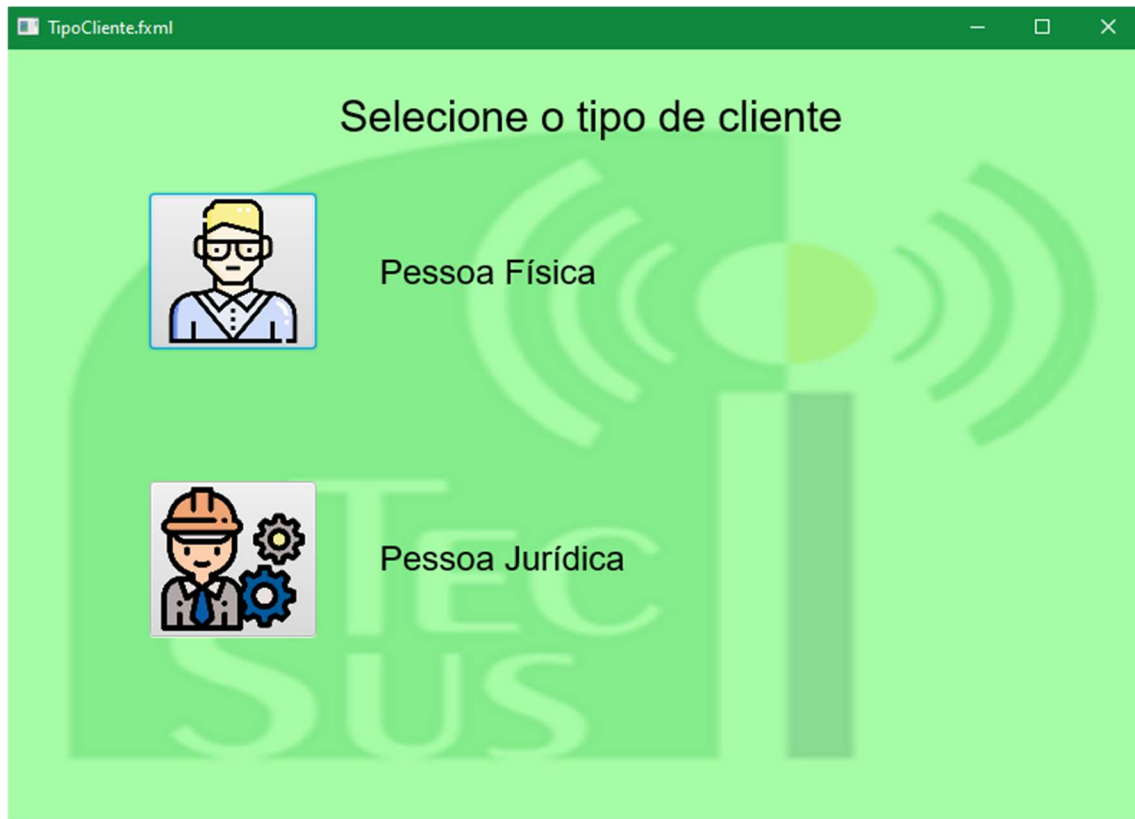 TipoCliente.fxml
Selecione o tipo de cliente
Pessoa Física
Pessoa Jurídica
TEC
SUS